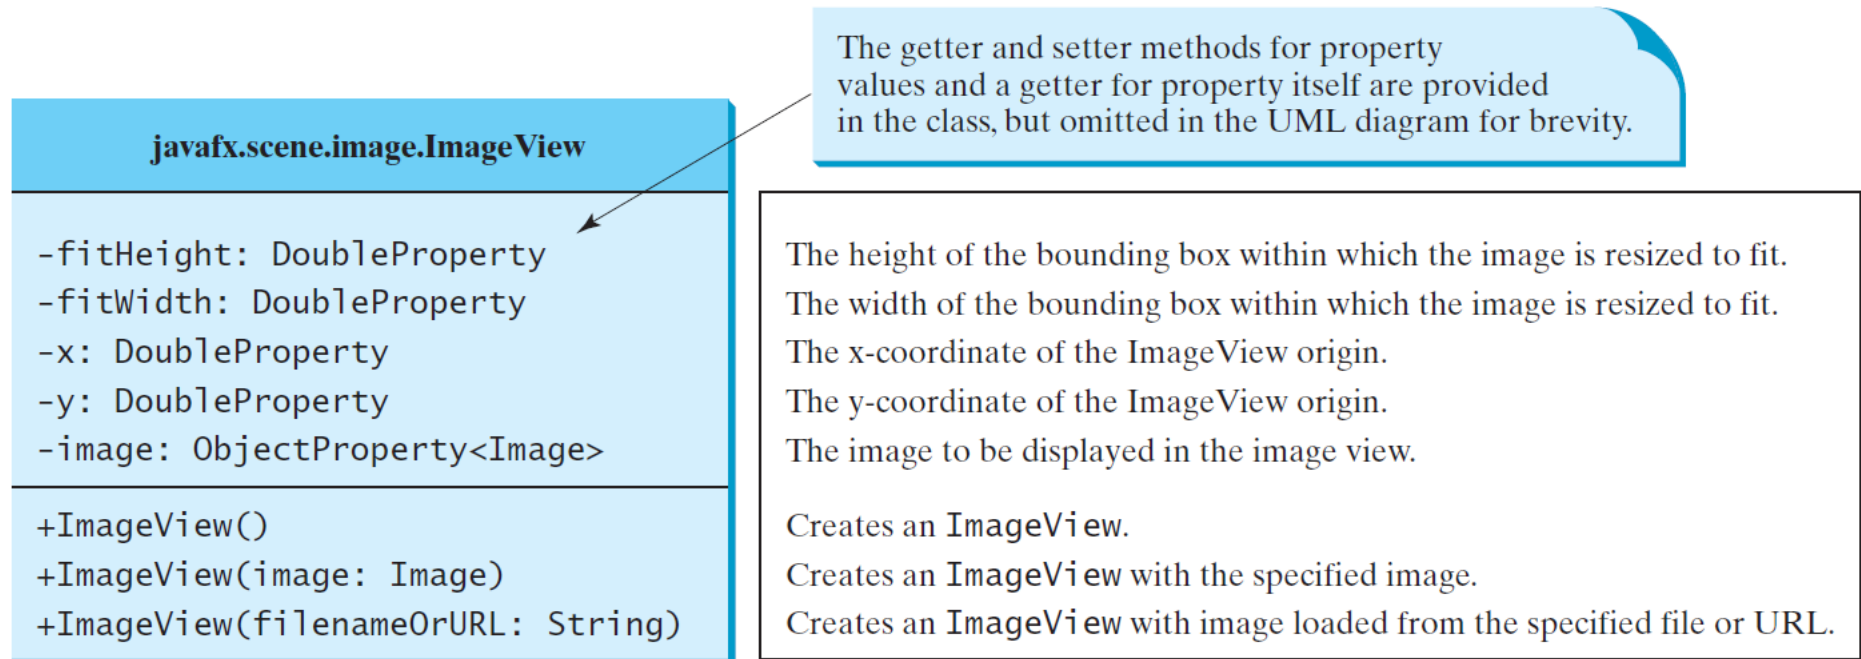 The getter and setter methods for property
values and a getter for property itself are provided
in the class, but omitted in the UML diagram for brevity.
javafx.scene.image.ImageView
-fitHeight: DoubleProperty
The height of the bounding box within which the image is resized to fit.
-fitWidth: DoubleProperty
The width of the bounding box within which the image is resized to fit.
-x: DoubleProperty
The x-coordinate of the ImageView origin.
-y: DoubleProperty
The y-coordinate of the ImageView origin.
-image: ObjectProperty<Image>
The image to be displayed in the image view.
+ImageView()
Creates an ImageView.
+ImageView(image: Image)
Creates an ImageView with the specified image.
+ImageView(filenameOrURL: String)
Creates an ImageView with image loaded from the specified file or URL.